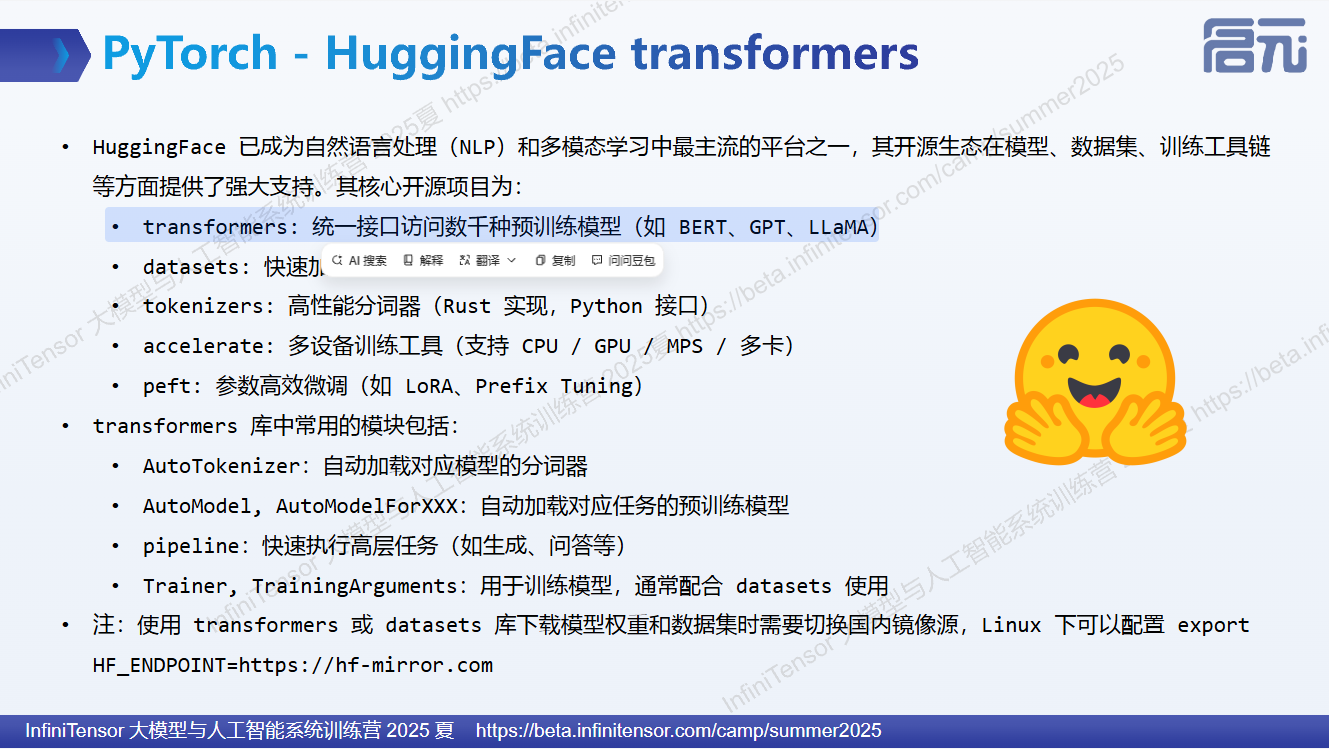 PyTorch - HuggingFace transformers
启元
• HuggingFace 已成为自然语言处理（NLP）和多模态学习中最主流的平台之一，其开源生态在模型、数据集、训练工具链
等方面提供了强大支持。其核心开源项目为：
• transformers: 统一接口访问数千种预训练模型（如 BERT、GPT、LLaMA）
AI 搜索 解释 翻译 复制 问问豆包
• datasets: 快速加
• tokenizers: 高性能分词器（Rust 实现，Python 接口）
• accelerate: 多设备训练工具（支持 CPU / GPU / MPS / 多卡）
• peft: 参数高效微调（如 LoRA、Prefix Tuning）
• transformers 库中常用的模块包括：
• AutoTokenizer：自动加载对应模型的分词器
• AutoModel, AutoModelForXXX：自动加载对应任务的预训练模型
• pipeline：快速执行高层任务（如生成、问答等）
• Trainer, TrainingArguments：用于训练模型，通常配合 datasets 使用
• 注：使用 transformers 或 datasets 库下载模型权重和数据集时需要切换国内镜像源，Linux 下可以配置 export
HF_ENDPOINT=https://hf-mirror.com
InfiniTensor 大模型与人工智能系统训练营 2025 夏 https://beta.infinitensor.com/camp/summer2025